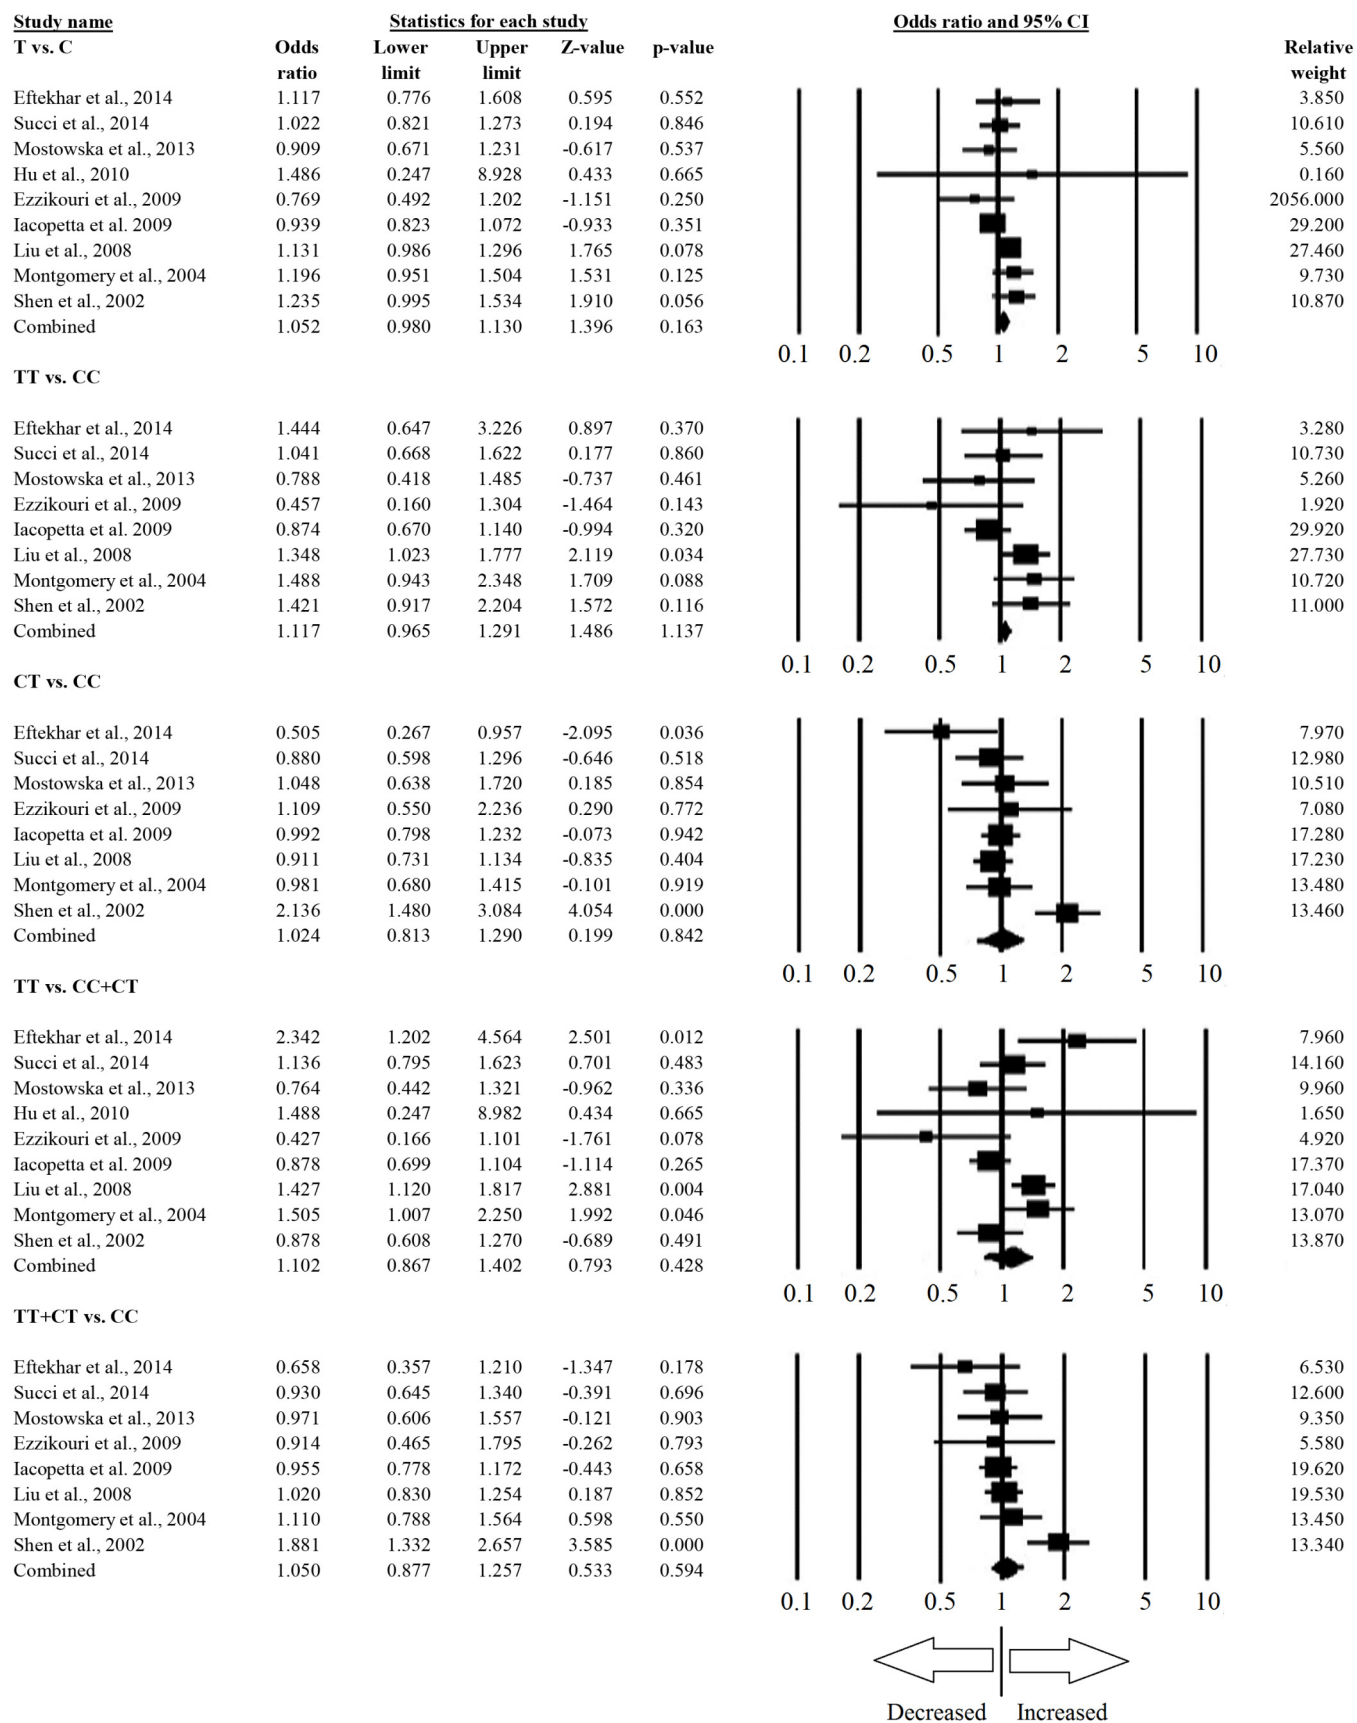 Study name Statistics for each study Odds ratio and 95% CI
T vs. C Odds Lower Upper Z-value p-value Relative
ratio limit limit weight
Eftekhar et al., 2014 1.117 0.776 1.608 0.595 0.552 3.850
Succi et al., 2014 1.022 0.821 1.273 0.194 0.846 10.610
Mostowska et al., 2013 0.909 0.671 1.231 -0.617 0.537 5.560
Hu et al., 2010 1.486 0.247 8.928 0.433 0.665 0.160
Ezzikouri et al., 2009 0.769 0.492 1.202 -1.151 0.250 2056.000
Iacopetta et al. 2009 0.939 0.823 1.072 -0.933 0.351 29.200
Liu et al., 2008 1.131 0.986 1.296 1.765 0.078 27.460
Montgomery et al., 2004 1.196 0.951 1.504 1.531 0.125 9.730
Shen et al., 2002 1.235 0.995 1.534 1.910 0.056 10.870
Combined 1.052 0.980 1.130 1.396 0.163
0.1 0.2 0.5 1 2 5 10
TT vs. CC
Eftekhar et al., 2014 1.444 0.647 3.226 0.897 0.370 3.280
Succi et al., 2014 1.041 0.668 1.622 0.177 0.860 10.730
Mostowska et al., 2013 0.788 0.418 1.485 -0.737 0.461 5.260
Ezzikouri et al., 2009 0.457 0.160 1.304 -1.464 0.143 1.920
Iacopetta et al. 2009 0.874 0.670 1.140 -0.994 0.320 29.920
Liu et al., 2008 1.348 1.023 1.777 2.119 0.034 27.730
Montgomery et al., 2004 1.488 0.943 2.348 1.709 0.088 10.720
Shen et al., 2002 1.421 0.917 2.204 1.572 0.116 11.000
Combined 1.117 0.965 1.291 1.486 1.137
0.1 0.2 0.5 1 2 5 10
CT vs. CC
Eftekhar et al., 2014 0.505 0.267 0.957 -2.095 0.036 7.970
Succi et al., 2014 0.880 0.598 1.296 -0.646 0.518 12.980
Mostowska et al., 2013 1.048 0.638 1.720 0.185 0.854 10.510
Ezzikouri et al., 2009 1.109 0.550 2.236 0.290 0.772 7.080
Iacopetta et al. 2009 0.992 0.798 1.232 -0.073 0.942 17.280
Liu et al., 2008 0.911 0.731 1.134 -0.835 0.404 17.230
Montgomery et al., 2004 0.981 0.680 1.415 -0.101 0.919 13.480
Shen et al., 2002 2.136 1.480 3.084 4.054 0.000 13.460
Combined 1.024 0.813 1.290 0.199 0.842
0.1 0.2 0.5 1 2 5 10
TT vs. CC+CT
Eftekhar et al., 2014 2.342 1.202 4.564 2.501 0.012 7.960
Succi et al., 2014 1.136 0.795 1.623 0.701 0.483 14.160
Mostowska et al., 2013 0.764 0.442 1.321 -0.962 0.336 9.960
Hu et al., 2010 1.488 0.247 8.982 0.434 0.665 1.650
Ezzikouri et al., 2009 0.427 0.166 1.101 -1.761 0.078 4.920
Iacopetta et al. 2009 0.878 0.699 1.104 -1.114 0.265 17.370
Liu et al., 2008 1.427 1.120 1.817 2.881 0.004 17.040
Montgomery et al., 2004 1.505 1.007 2.250 1.992 0.046 13.070
Shen et al., 2002 0.878 0.608 1.270 -0.689 0.491 13.870
Combined 1.102 0.867 1.402 0.793 0.428
0.1 0.2 0.5 1 2 5 10
TT+CT vs. CC
Eftekhar et al., 2014 0.658 0.357 1.210 -1.347 0.178 6.530
Succi et al., 2014 0.930 0.645 1.340 -0.391 0.696 12.600
Mostowska et al., 2013 0.971 0.606 1.557 -0.121 0.903 9.350
Ezzikouri et al., 2009 0.914 0.465 1.795 -0.262 0.793 5.580
Iacopetta et al. 2009 0.955 0.778 1.172 -0.443 0.658 19.620
Liu et al., 2008 1.020 0.830 1.254 0.187 0.852 19.530
Montgomery et al., 2004 1.110 0.788 1.564 0.598 0.550 13.450
Shen et al., 2002 1.881 1.332 2.657 3.585 0.000 13.340
Combined 1.050 0.877 1.257 0.533 0.594
0.1 0.2 0.5 1 2 5 10
Decreased Increased